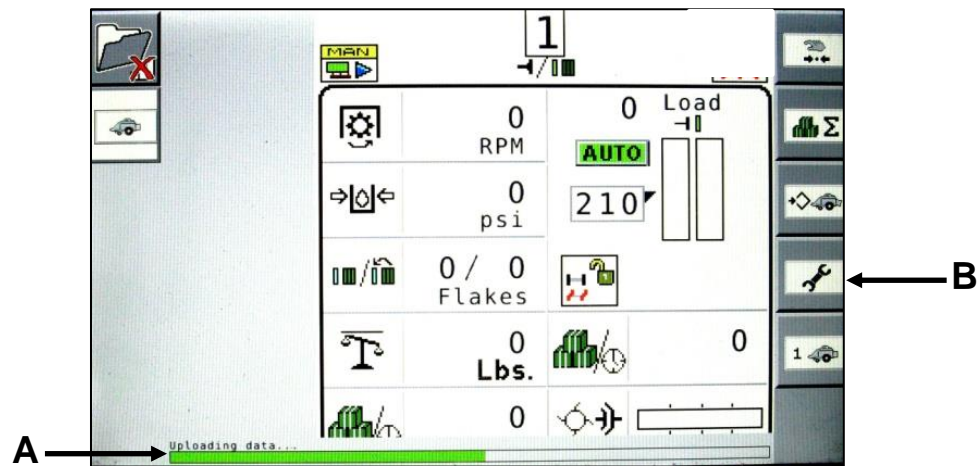 1
MAN
0
RPM
0
Load
AUTO
0
psi
210
0 / 0
Flakes
0
Lbs.
0
Σ
1
0
Uploading data...
A
B